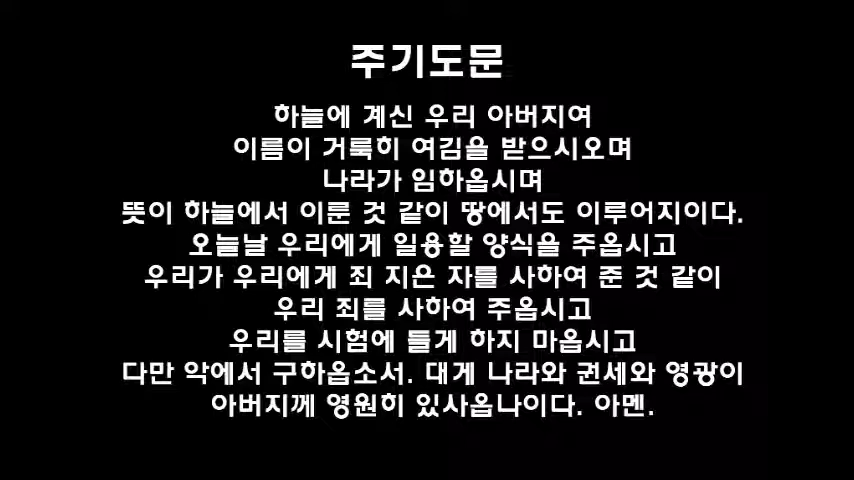 주기도문
하늘에 계신 우리 아버지여
이름이 거룩히 여김을 받으시오며
나라가 임하옵시며
뜻이 하늘에서 이룬 것 같이 땅에서도 이루어지이다.
오늘날 우리에게 일용할 양식을 주옵시고
우리가 우리에게 죄 지은 자를 사하여 준 것 같이
우리 죄를 사하여 주옵시고
우리를 시험에 들게 하지 마옵시고
다만 악에서 구하옵소서. 대게 나라와 권세와 영광이
아버지께 영원히 있사옵나이다. 아멘.